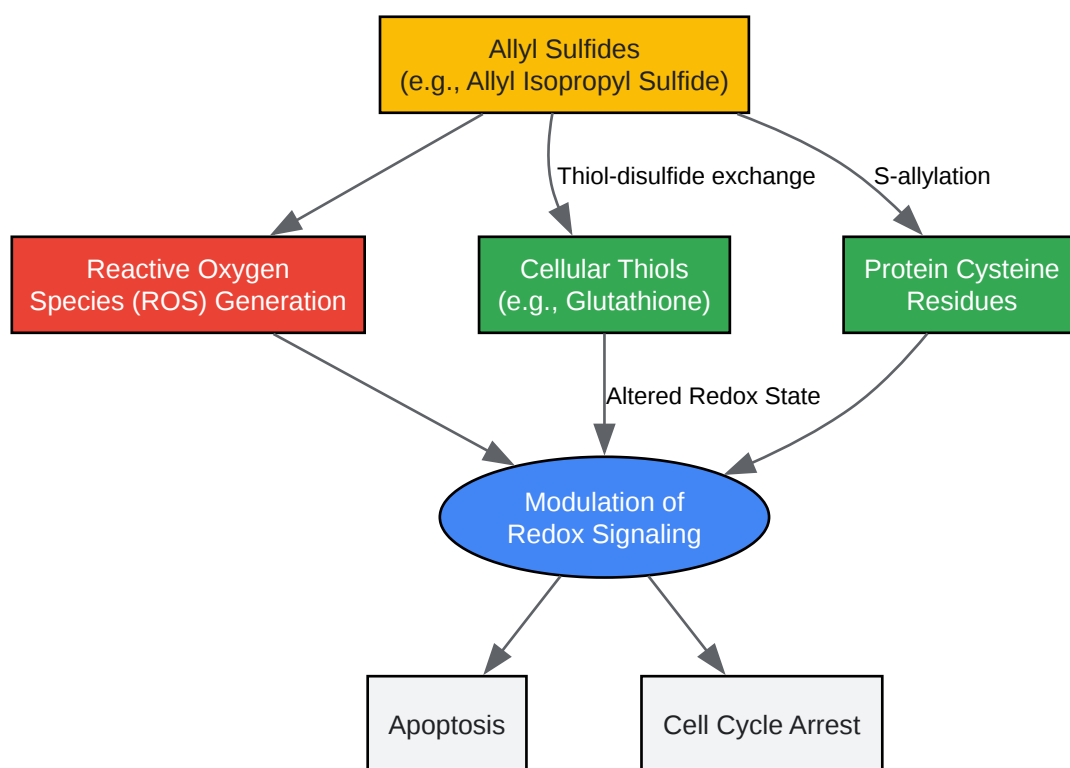 Allyl Sulfides
(e.g., Allyl Isopropyl Sulfide)
Thiol-disulfide exchange
S-allylation
Reactive Oxygen
Species (ROS) Generation
Cellular Thiols
(e.g., Glutathione)
Protein Cysteine
Residues
Altered Redox State
Modulation of
Redox Signaling
Apoptosis
Cell Cycle Arrest